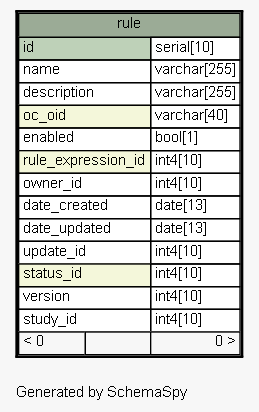 rule
id serial[10]
name varchar[255]
description varchar[255]
oc_oid varchar[40]
enabled bool[1]
rule_expression_id int4[10]
owner_id int4[10]
date_created date[13]
date_updated date[13]
update_id int4[10]
status_id int4[10]
version int4[10]
study_id int4[10]
< 0 0 >
Generated by SchemaSpy